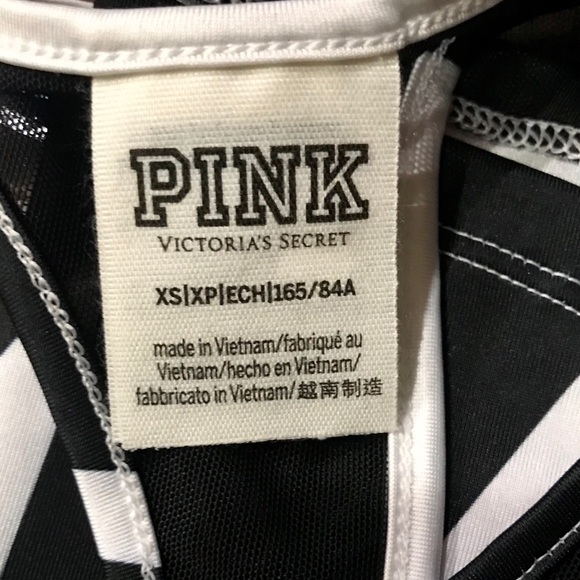 PINK
VICTORIA'S SECRET
XS|XP|ECH|165/84A
made in Vietnam/fabriqué au
Vietnam/hecho en Vietnam/
fabbricato in Vietnam/越南制造